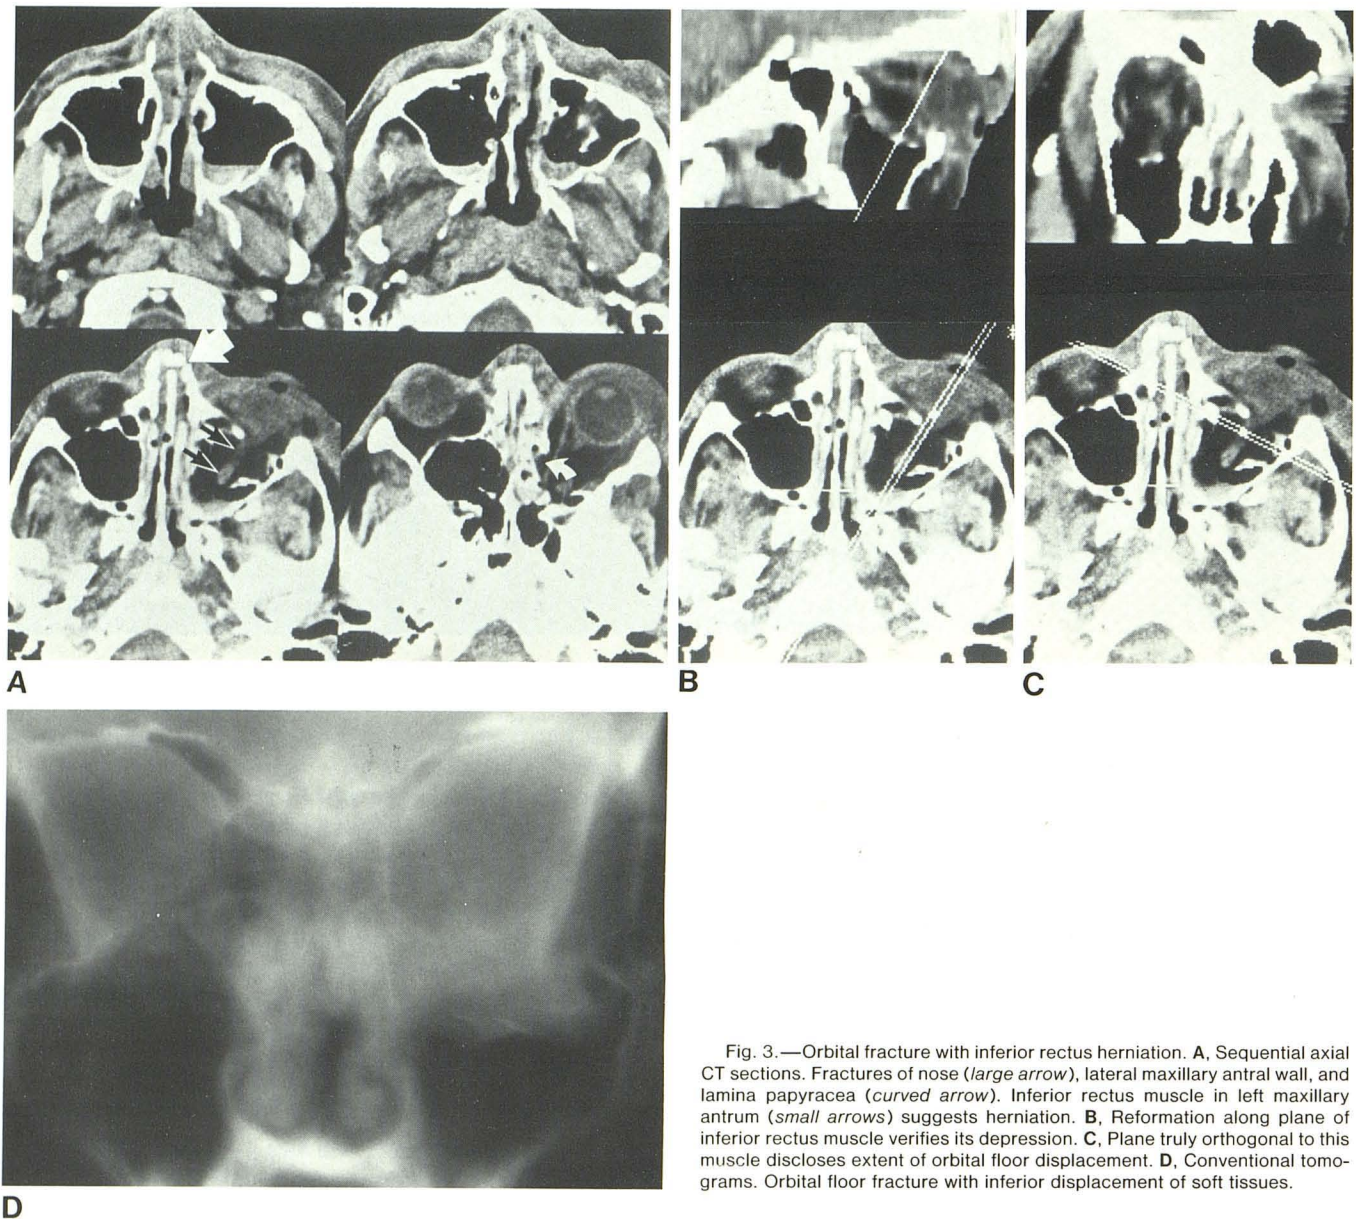 A
B
C
D
Fig. 3.—Orbital fracture with inferior rectus herniation. A, Sequential axial
CT sections. Fractures of nose (large arrow), lateral maxillary antral wall, and
lamina papyracea (curved arrow). Inferior rectus muscle in left maxillary
antrum (small arrows) suggests herniation. B, Reformation along plane of
inferior rectus muscle verifies its depression. C, Plane truly orthogonal to this
muscle discloses extent of orbital floor displacement. D, Conventional tomo-
grams. Orbital floor fracture with inferior displacement of soft tissues.